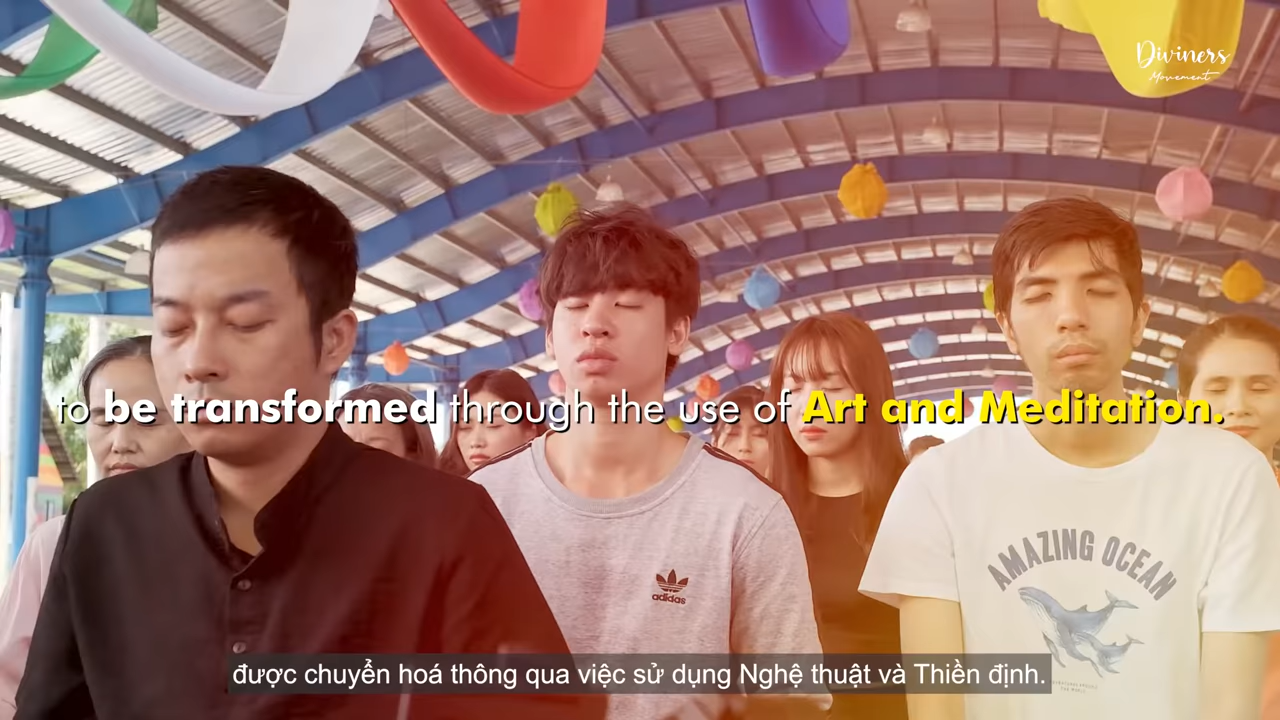 Diviners
Movement
to be transformed through the use of Art and Meditation.
adidas
AMAZING OCEAN
được chuyển hoá thông qua việc sử dụng Nghệ thuật và Thiền định.